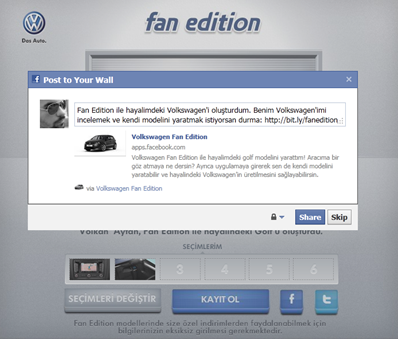 fan edition
Das Auto.
Post to Your Wall
Fan Edition ile hayalimdeki Volkswagen'i oluşturdum. Benim Volkswagen'imi
incelemek ve kendi modelini yaratmak istiyorsan durma: http://bit.ly/fanedition
Volkswagen Fan Edition
apps.facebook.com
Volkswagen Fan Edition ile hayalimdeki golf modelini yarattım! Aracıma bir
göz atmaya ne dersin? Ayrıca uygulamaya girerek sen de kendi modelini
yaratabilir ve hayalindeki Volkswagen'in üretilmesini sağlayabilirsin.
via Volkswagen Fan Edition
Share Skip
Volkan Aytan, Fan Edition ile hayalindeki Golf'ü oluşturdu.
SEÇİMLERİM
3 4 5 6
SEÇİMLERİ DEĞİŞTİR KAYIT OL
Fan Edition modellerinde size özel indirimlerden faydalanabilmek için
bilgilerinizin eksiksiz girilmesi gerekmektedir.